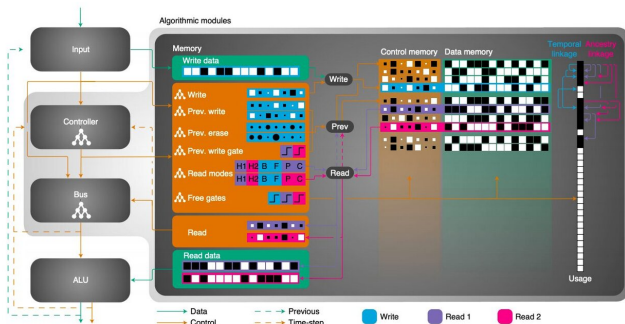 Algorithmic modules
Input
Controller
Bus
ALU
Memory
Write data
Write
Prev. write
Prev. erase
Prev. write gate
Read modes
H1 H2 B F P C
Free gates
Read
Read data
Write
Prev
Read
Control memory
Data memory
Temporal linkage
Ancestry linkage
Usage
Data
Control
Previous
Time-step
Write
Read 1
Read 2